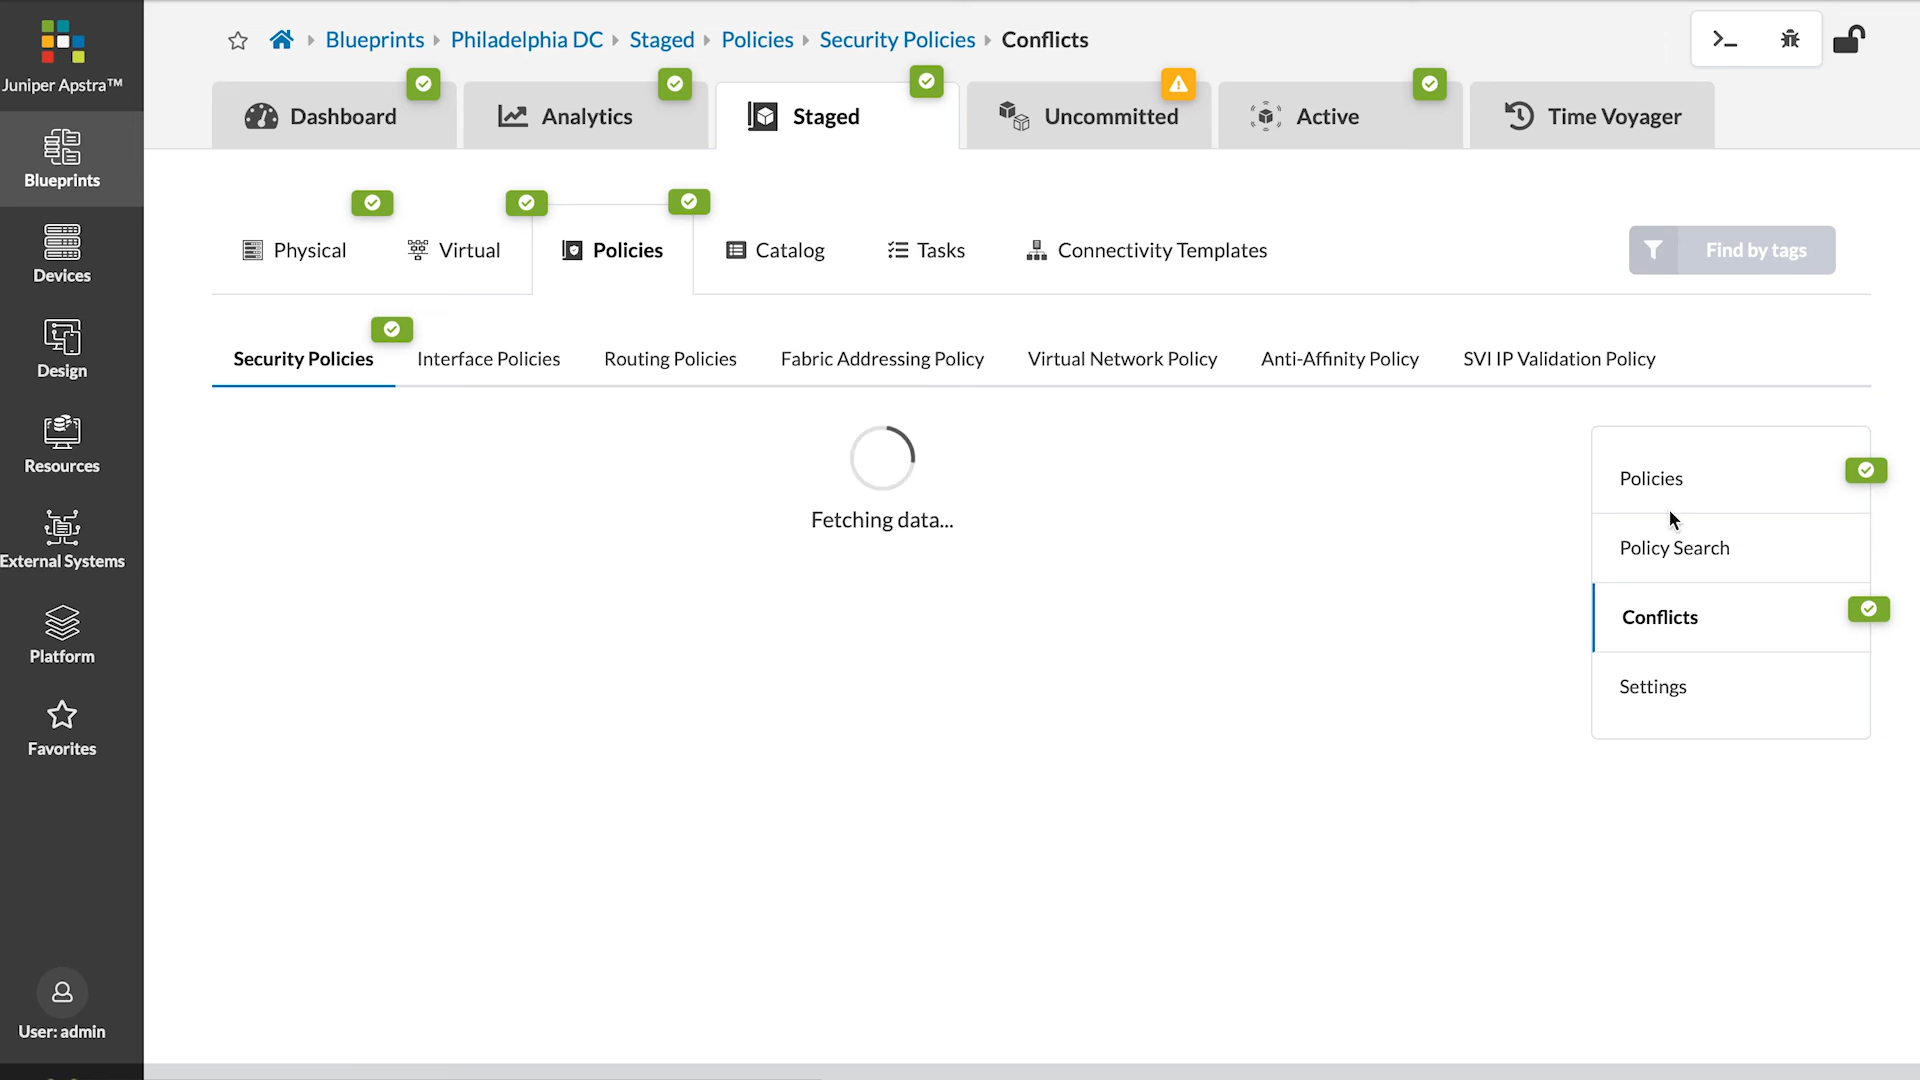 Juniper Apstra™
Blueprints
Devices
Design
Resources
External Systems
Platform
Favorites
User: admin
Blueprints Philadelphia DC Staged Policies Security Policies Conflicts
Dashboard Analytics Staged Uncommitted Active Time Voyager
Physical Virtual Policies Catalog Tasks Connectivity Templates Find by tags
Security Policies Interface Policies Routing Policies Fabric Addressing Policy Virtual Network Policy Anti-Affinity Policy SVI IP Validation Policy
Fetching data...
Policies
Policy Search
Conflicts
Settings